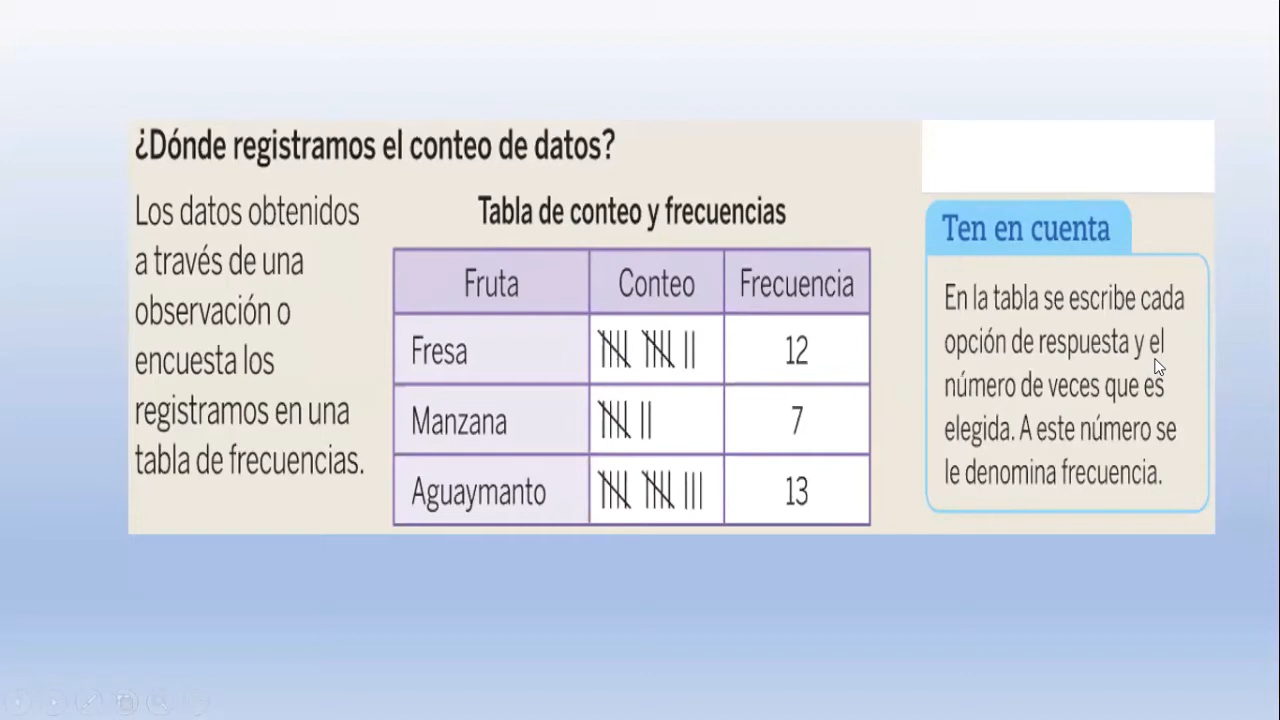 ¿Dónde registramos el conteo de datos?
Los datos obtenidos
a través de una
observación o
encuesta los
registramos en una
tabla de frecuencias.
Tabla de conteo y frecuencias
Fruta Conteo Frecuencia
Fresa 12
Manzana 7
Aguaymanto 13
Ten en cuenta
En la tabla se escribe cada
opción de respuesta y el
número de veces que es
elegida. A este número se
le denomina frecuencia.